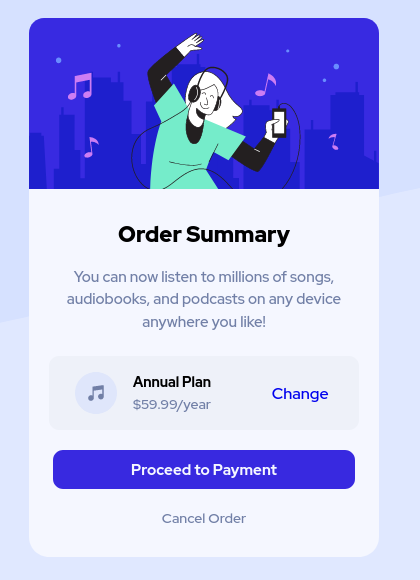 Order Summary
You can now listen to millions of songs,
audiobooks, and podcasts on any device
anywhere you like!
Annual Plan
$59.99/year
Change
Proceed to Payment
Cancel Order